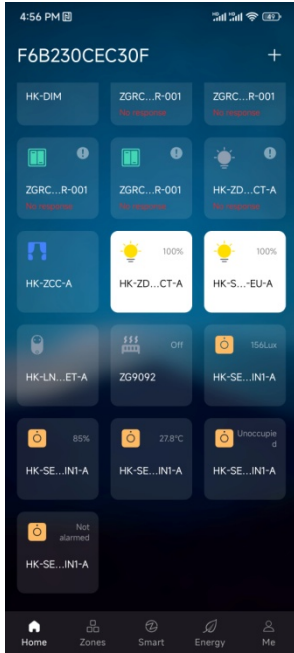 4:56 PM
F6B230CEC30F +
HK-DIM
ZGRC...R-001
No response
ZGRC...R-001
No response
ZGRC...R-001
No response
ZGRC...R-001
No response
HK-ZD...CT-A
No response
HK-ZCC-A
100%
HK-ZD...CT-A
100%
HK-S...-EU-A
HK-LN...ET-A
Off
ZG9092
156Lux
HK-SE...IN1-A
85%
HK-SE...IN1-A
27.8°C
HK-SE...IN1-A
Unoccupie
d
HK-SE...IN1-A
Not
alarmed
HK-SE...IN1-A
Home
Zones
Smart
Energy
Me